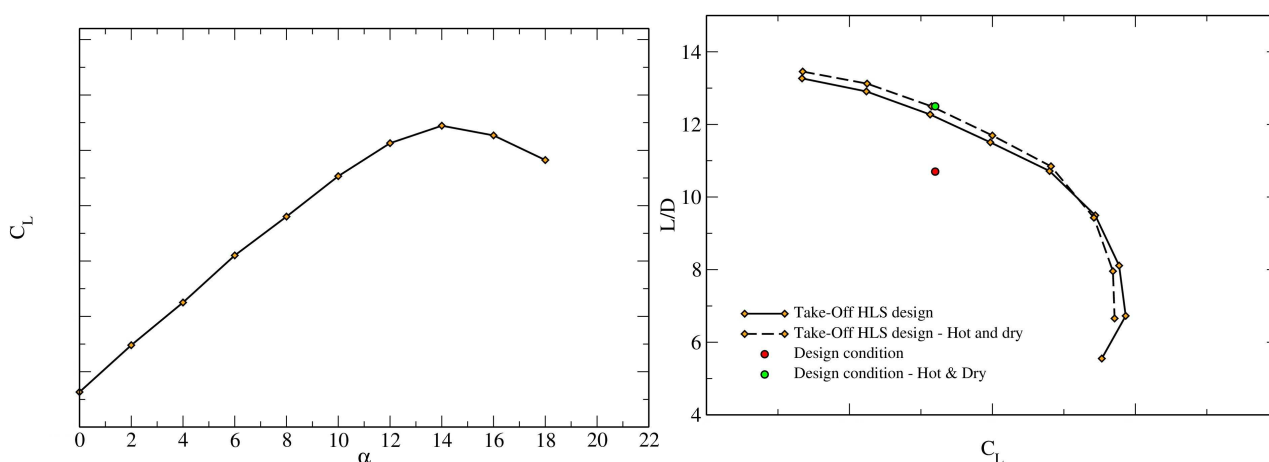 C_L
0 2 4 6 8 10 12 14 16 18 20 22
α
L/D
14
12
10
8
6
4
Take-Off HLS design
Take-Off HLS design - Hot and dry
Design condition
Design condition - Hot & Dry
C_L